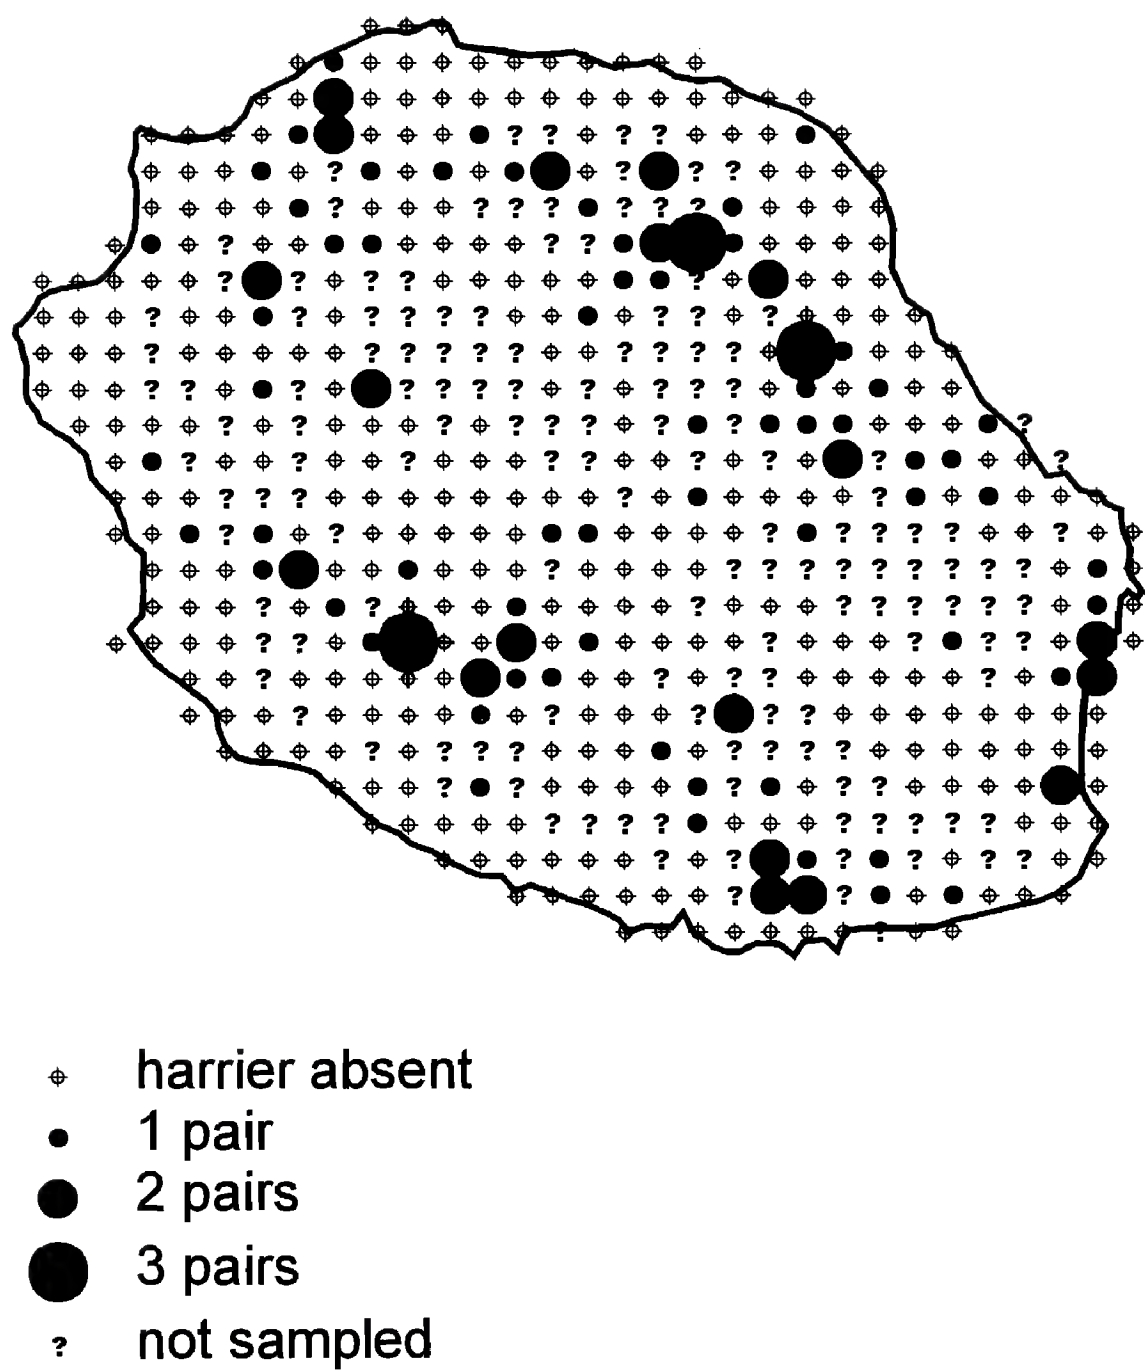 harrier absent
1 pair
2 pairs
3 pairs
? not sampled